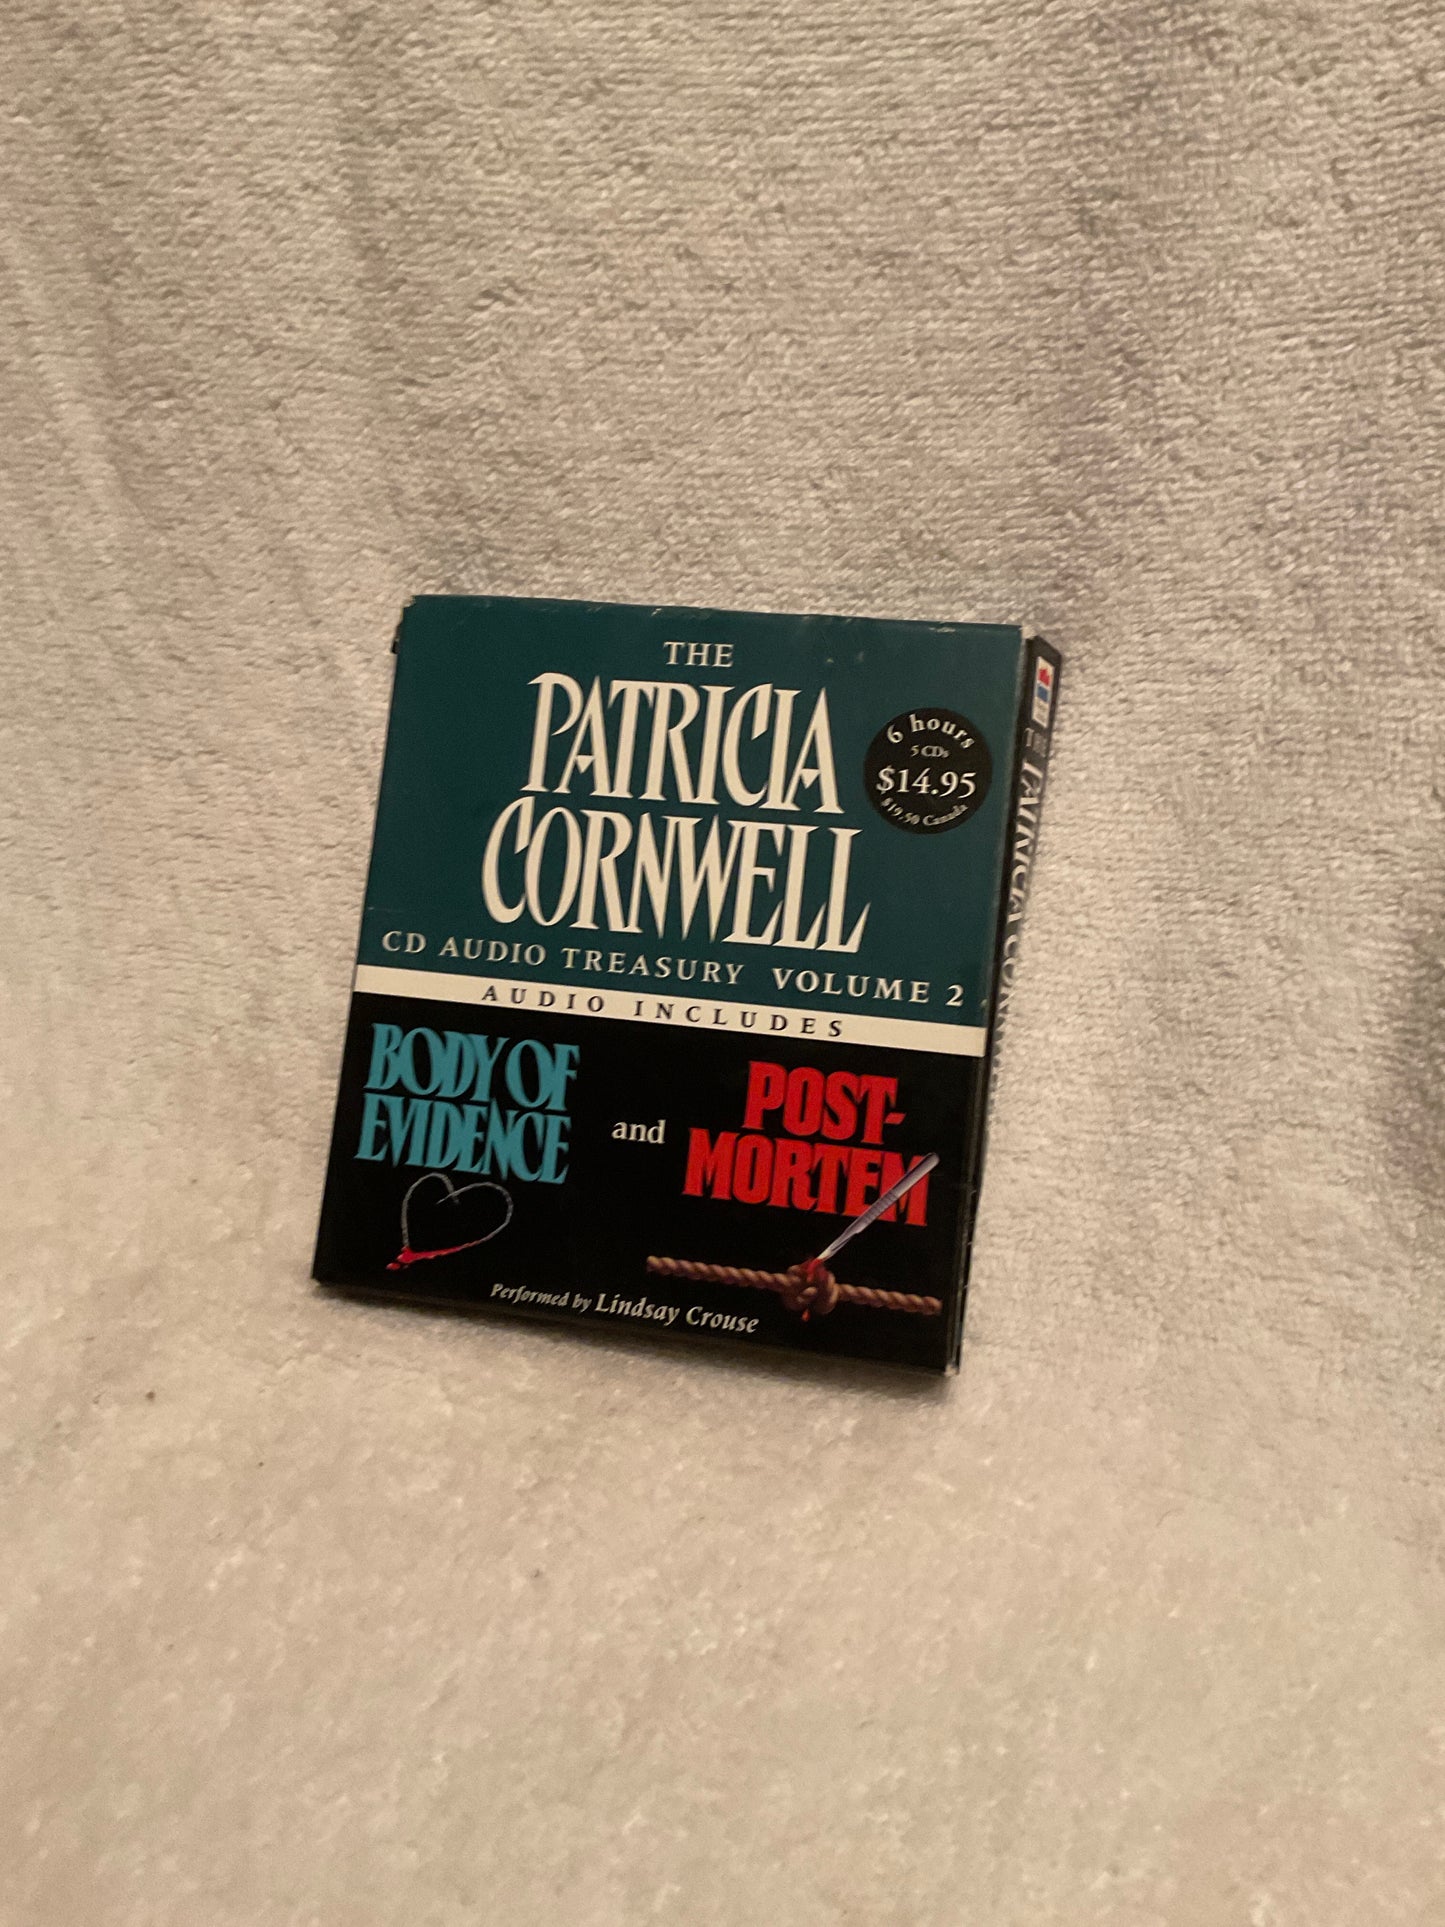 THE
PATRICIA
CORNWELL
6 hours
5 CDs
$14.95
$19.50 Canada
CD AUDIO TREASURY VOLUME 2
AUDIO INCLUDES
BODY OF
EVIDENCE
and
POST-
MORTEM
Performed by Lindsay Crouse
THE PATRICIA CORNWELL